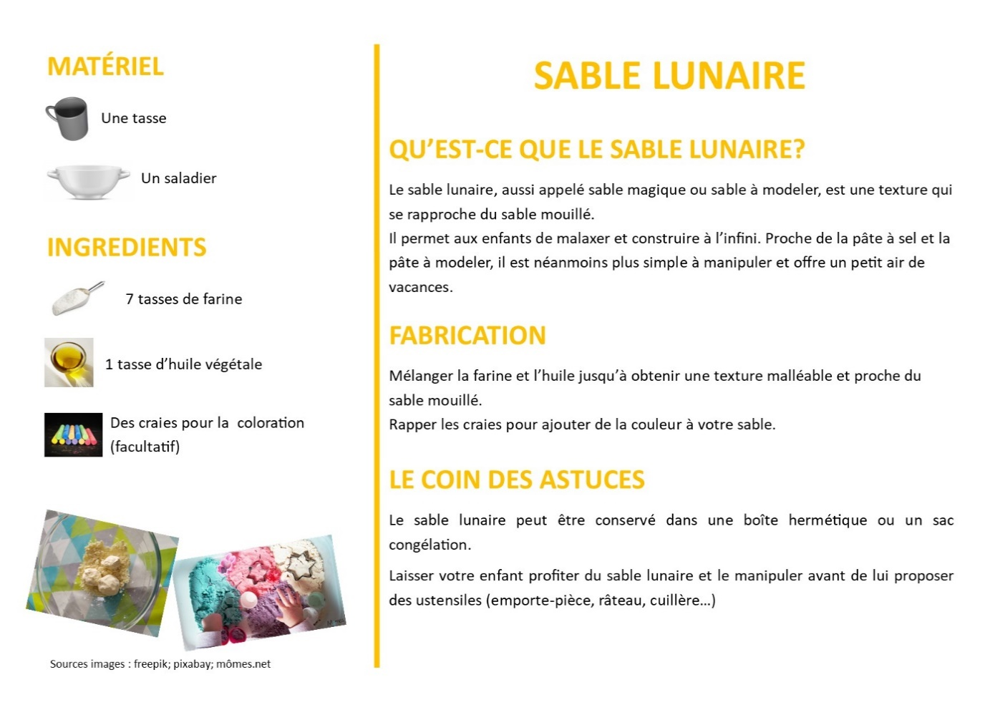 MATÉRIEL
Une tasse
Un saladier
INGREDIENTS
7 tasses de farine
1 tasse d’huile végétale
Des craies pour la  coloration
(facultatif)
Sources images : freepik; pixabay; mômes.net
SABLE LUNAIRE
QU’EST-CE QUE LE SABLE LUNAIRE?
Le sable lunaire, aussi appelé sable magique ou sable à modeler, est une texture qui
se rapproche du sable mouillé.
Il permet aux enfants de malaxer et construire à l’infini. Proche de la pâte à sel et la
pâte à modeler, il est néanmoins plus simple à manipuler et offre un petit air de
vacances.
FABRICATION
Mélanger la farine et l’huile jusqu’à obtenir une texture malléable et proche du
sable mouillé.
Rapper les craies pour ajouter de la couleur à votre sable.
LE COIN DES ASTUCES
Le sable lunaire peut être conservé dans une boîte hermétique ou un sac
congélation.
Laisser votre enfant profiter du sable lunaire et le manipuler avant de lui proposer
des ustensiles (emporte-pièce, râteau, cuillère…)